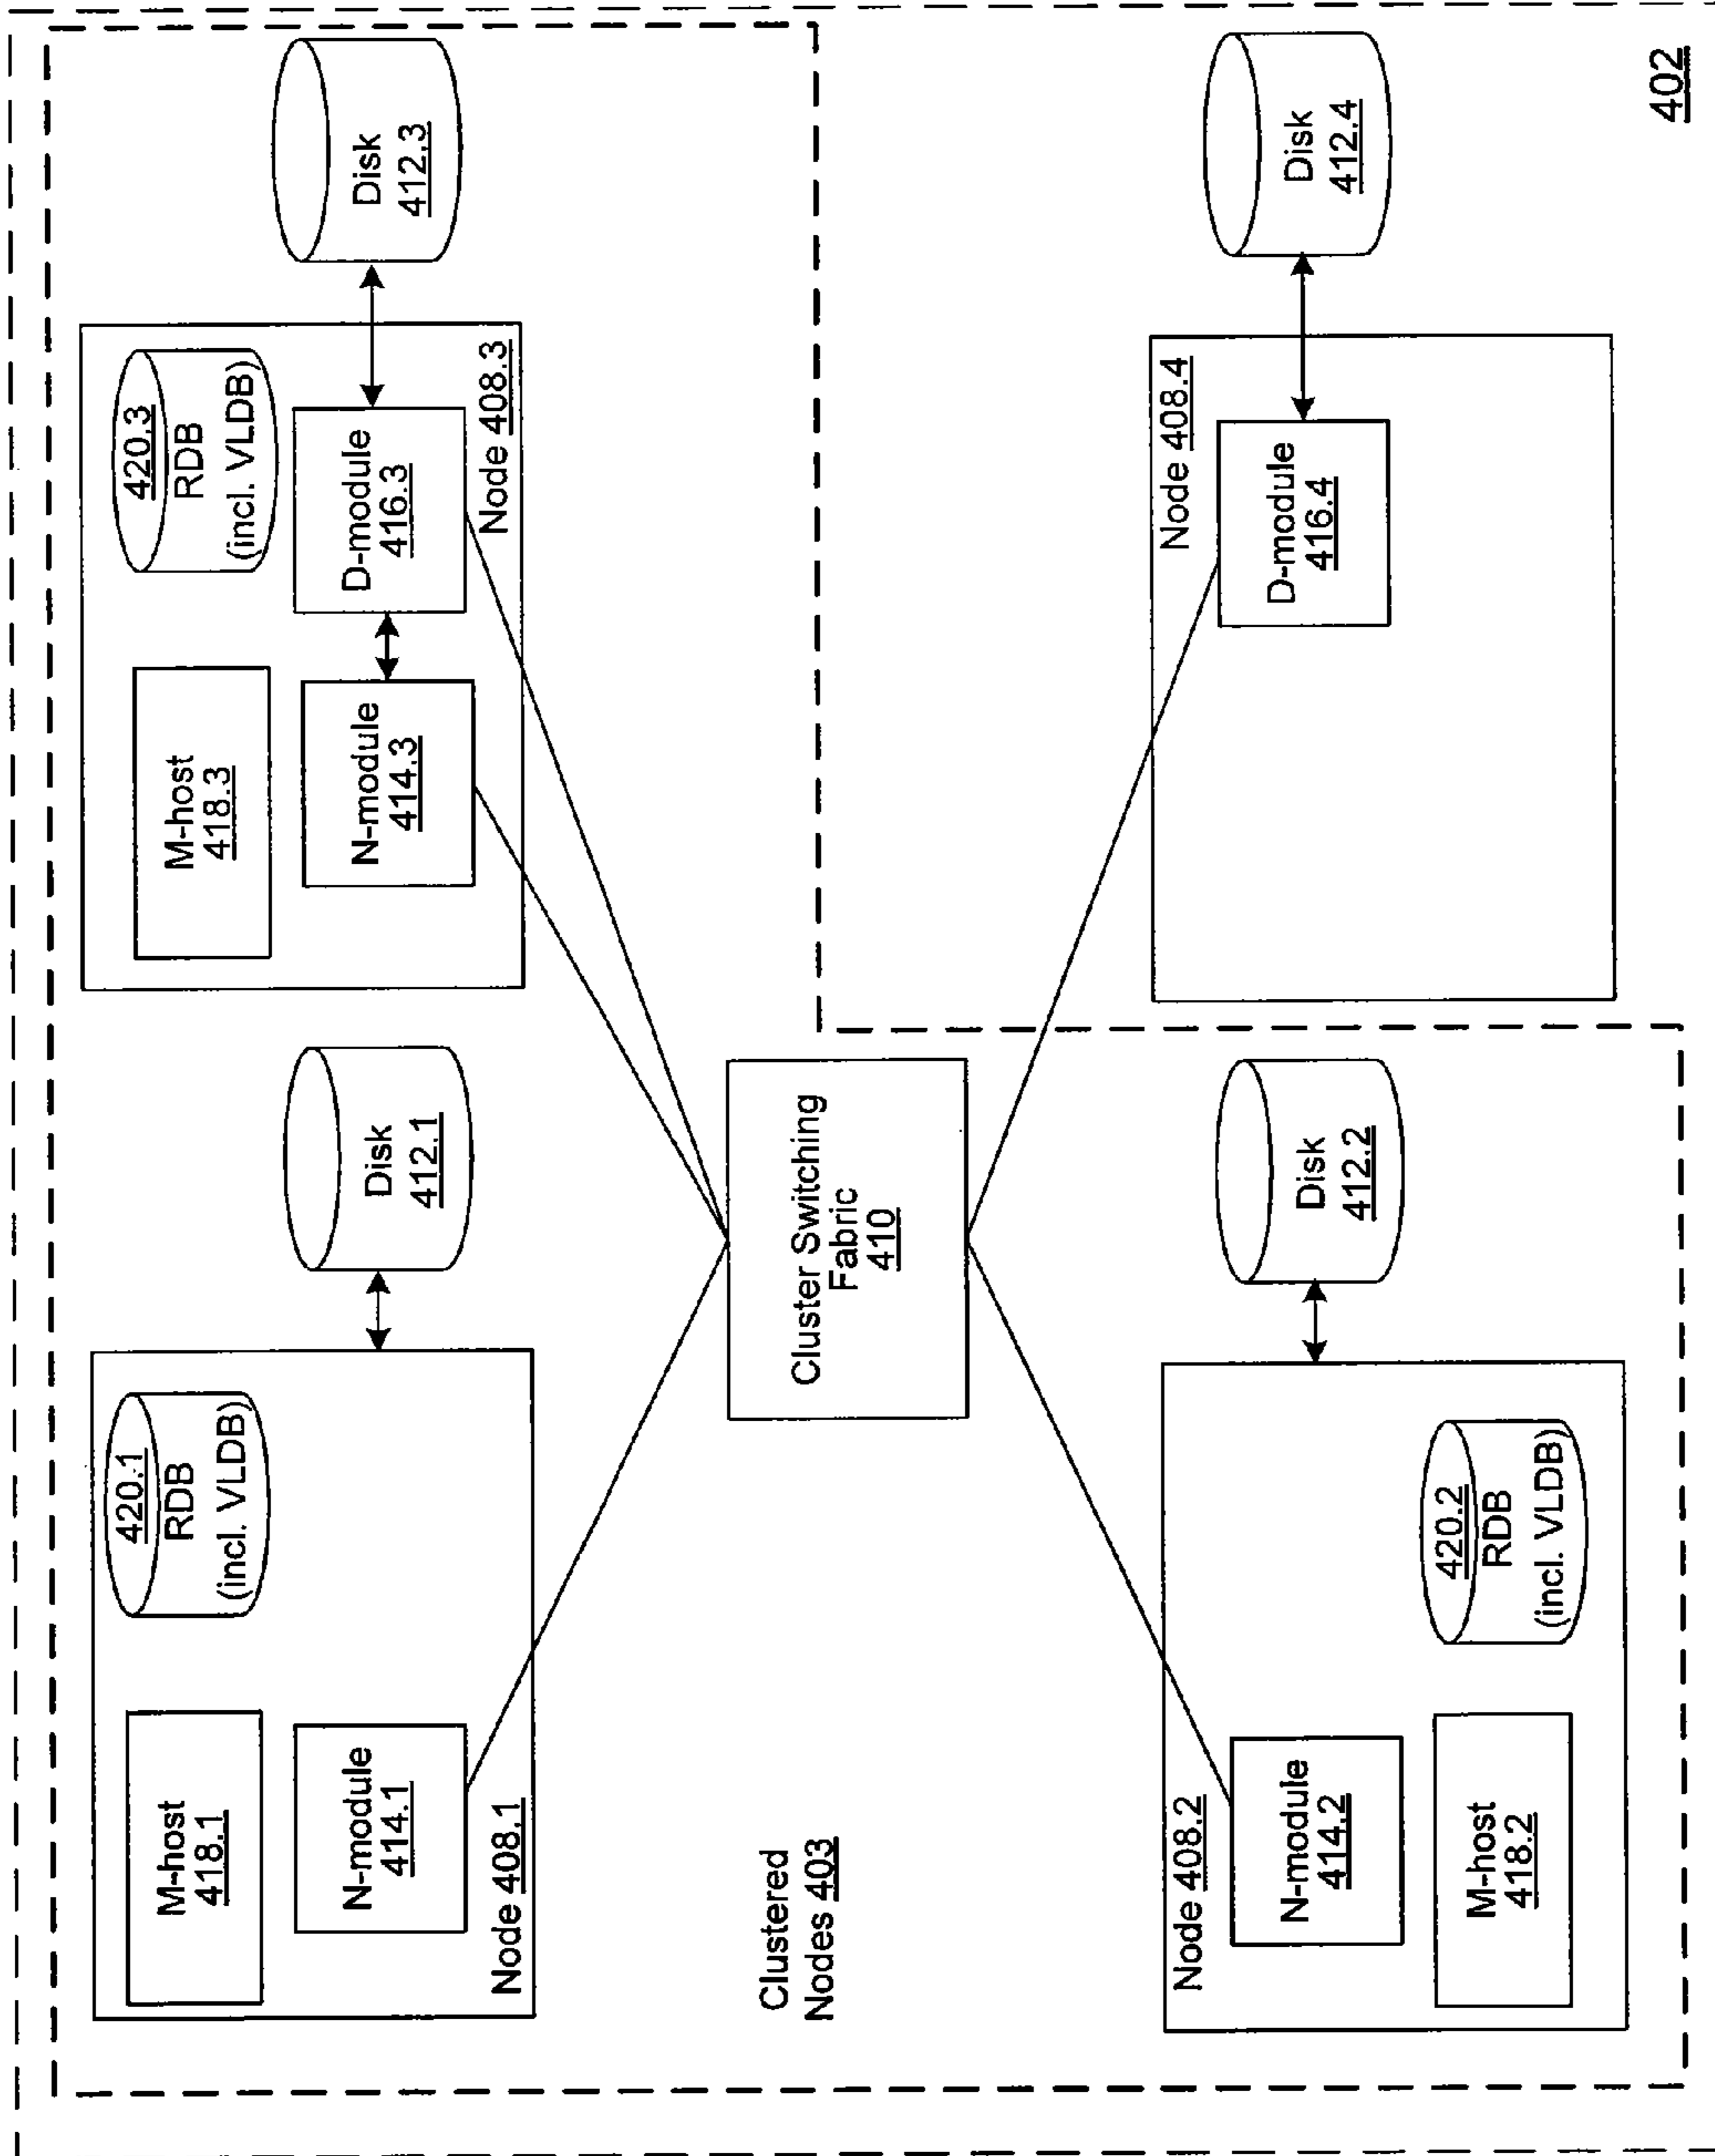 M-host
418.1
420.1
RDB
(incl. VLDB)
N-module
414.1
Node 408.1
Disk
412.1
M-host
418.3
420.3
RDB
(incl. VLDB)
N-module
414.3
D-module
416.3
Node 408.3
Disk
412.3
Clustered
Nodes 403
Cluster Switching
Fabric
410
Node 408.2
N-module
414.2
M-host
418.2
420.2
RDB
(incl. VLDB)
Disk
412.2
Node 408.4
D-module
416.4
Disk
412.4
402